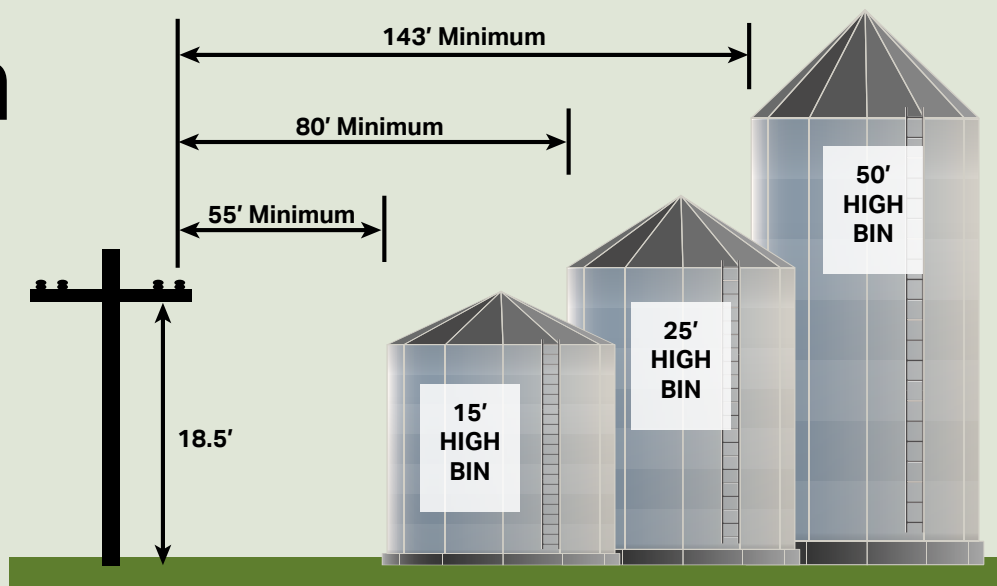 143′ Minimum
80′ Minimum
55′ Minimum
18.5′
15′
HIGH
BIN
25′
HIGH
BIN
50′
HIGH
BIN